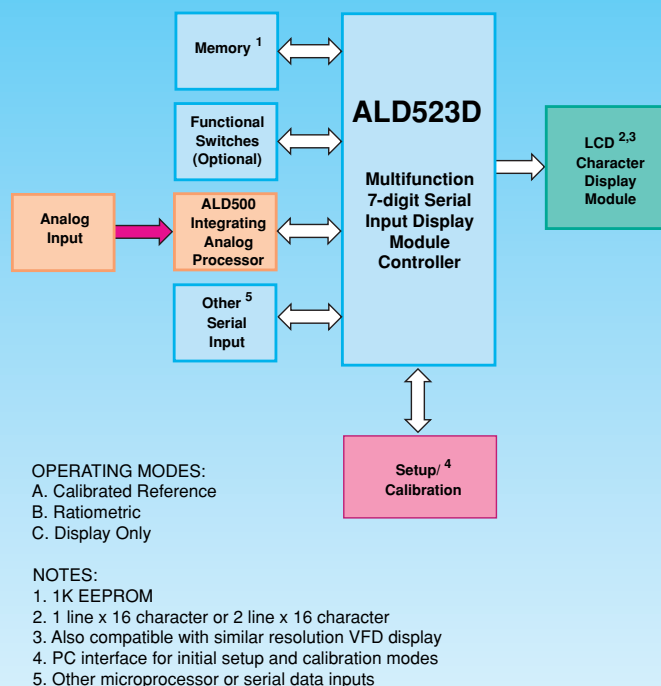 Memory 1
Functional
Switches
(Optional)
Analog
Input
ALD500
Integrating
Analog
Processor
Other 5
Serial
Input
ALD523D
Multifunction
7-digit Serial
Input Display
Module
Controller
LCD 2,3
Character
Display
Module
Setup/ 4
Calibration
OPERATING MODES:
A. Calibrated Reference
B. Ratiometric
C. Display Only
NOTES:
1. 1K EEPROM
2. 1 line x 16 character or 2 line x 16 character
3. Also compatible with similar resolution VFD display
4. PC interface for initial setup and calibration modes
5. Other microprocessor or serial data inputs